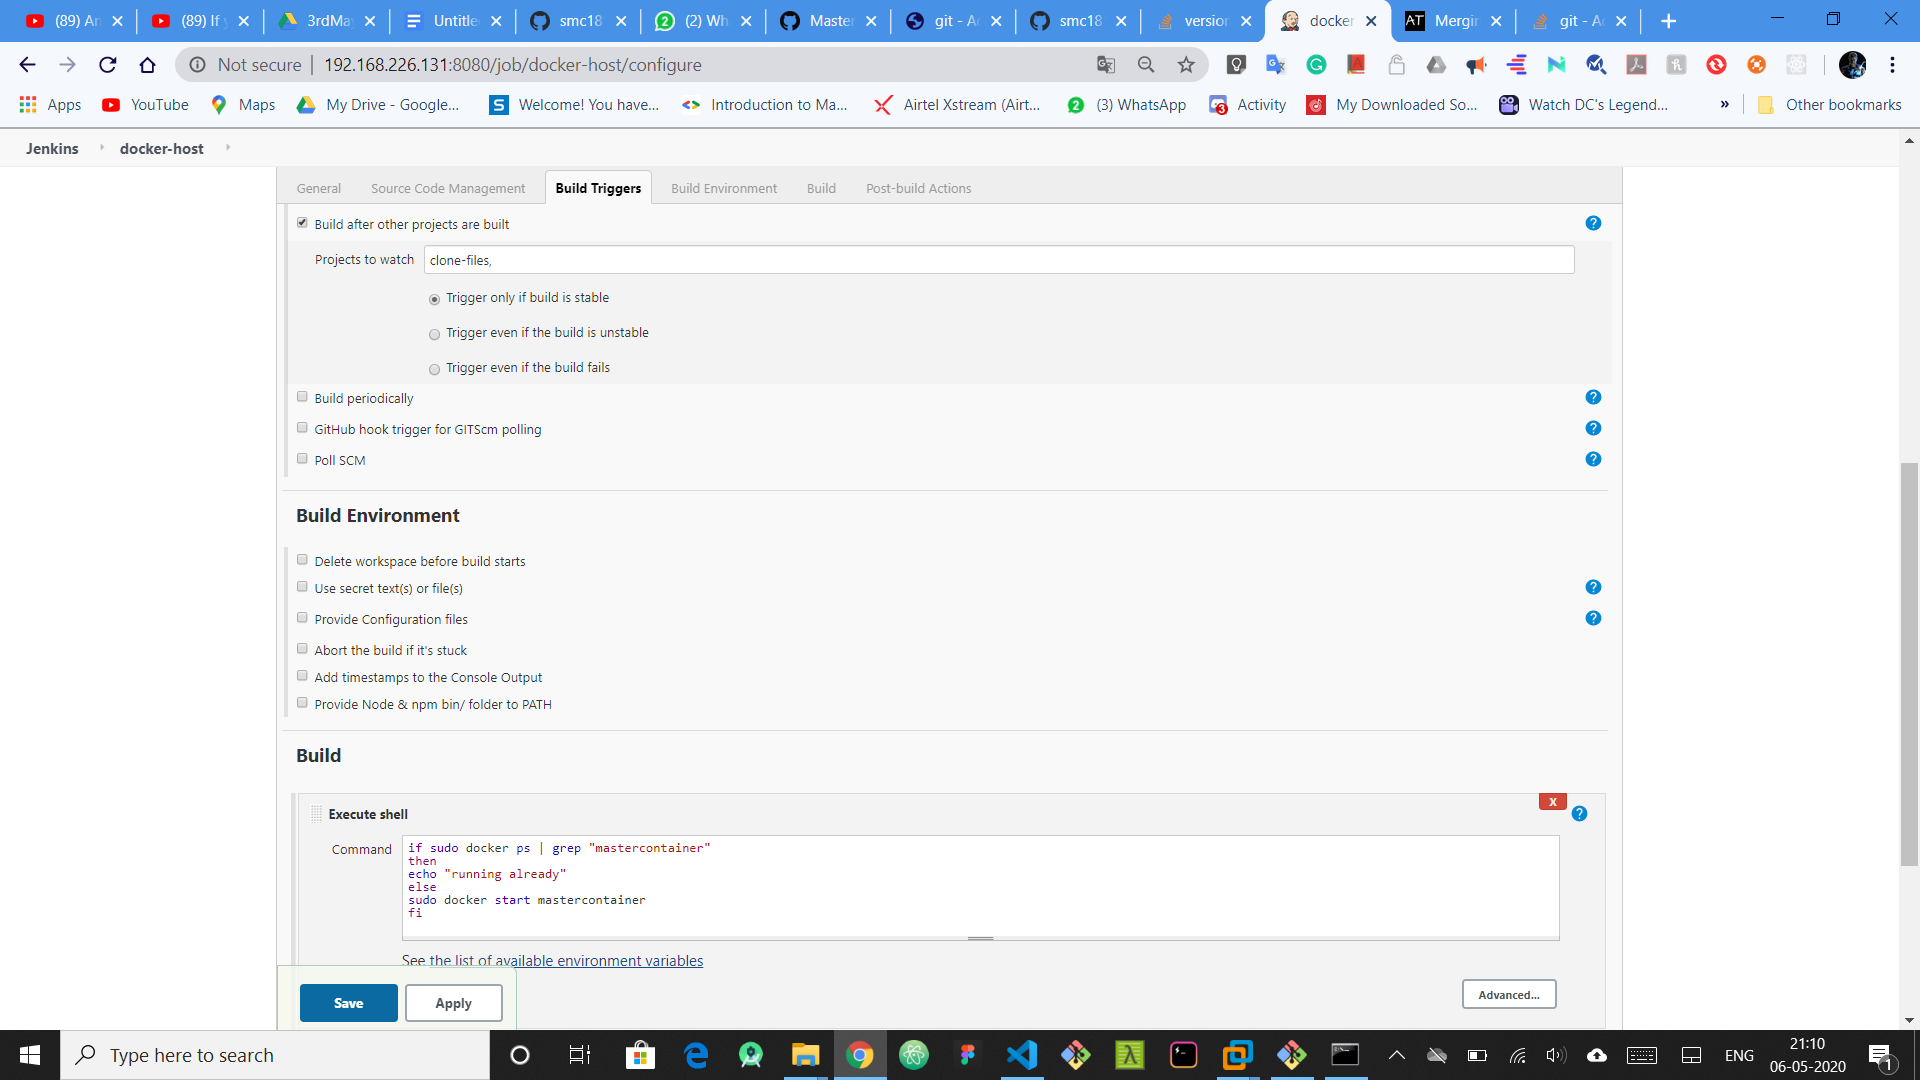 (89) An
(89) If y
3rdMay
Untitle
smc18
(2) Wh
Master
git - A
smc18
version
docker
AT Mergin
git - Ac
Not secure | 192.168.226.131:8080/job/docker-host/configure
Apps YouTube Maps My Drive - Google... Welcome! You have... Introduction to Ma... Airtel Xstream (Airt... (3) WhatsApp Activity My Downloaded So... Watch DC's Legend... » Other bookmarks
Jenkins docker-host
General Source Code Management Build Triggers Build Environment Build Post-build Actions
Build after other projects are built
Projects to watch clone-files,
Trigger only if build is stable
Trigger even if the build is unstable
Trigger even if the build fails
Build periodically
GitHub hook trigger for GITScm polling
Poll SCM
Build Environment
Delete workspace before build starts
Use secret text(s) or file(s)
Provide Configuration files
Abort the build if it's stuck
Add timestamps to the Console Output
Provide Node & npm bin/ folder to PATH
Build
X
Execute shell
Command
if sudo docker ps | grep "mastercontainer"
then
echo "running already"
else
sudo docker start mastercontainer
fi
See the list of available environment variables
Save Apply
Advanced...
Type here to search
ENG
21:10
06-05-2020
1